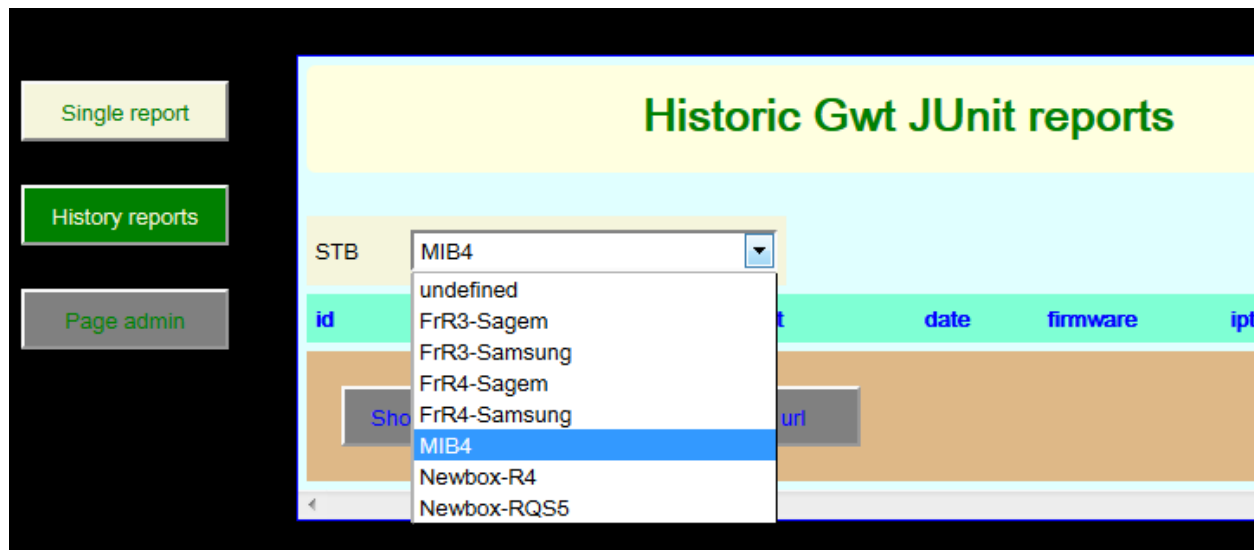 Historic Gwt JUnit reports
Single report
History reports
Page admin
STB MIB4
undefined
FrR3-Sagem
FrR3-Samsung
FrR4-Sagem
FrR4-Samsung
MIB4
Newbox-R4
Newbox-RQS5
id date firmware
url